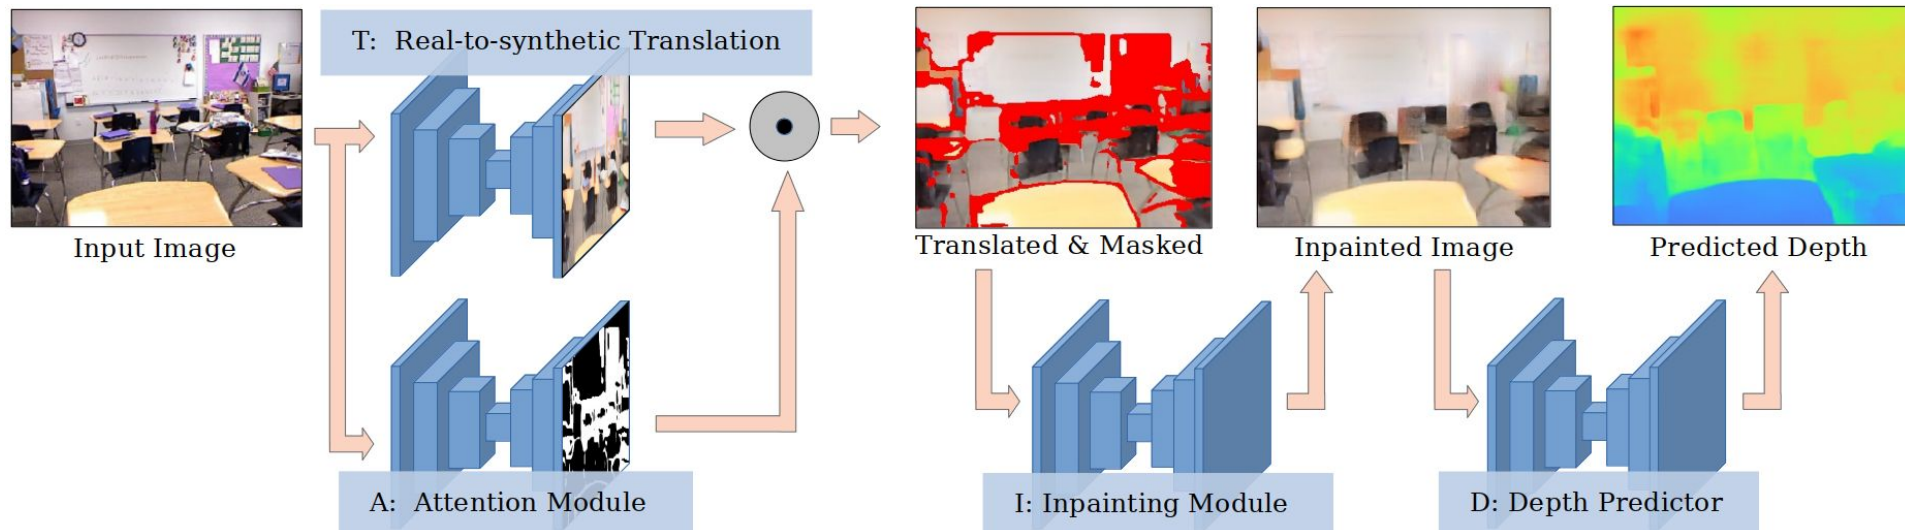 T: Real-to-synthetic Translation
Input Image
A: Attention Module
Translated & Masked
Inpainted Image
Predicted Depth
I: Inpainting Module
D: Depth Predictor